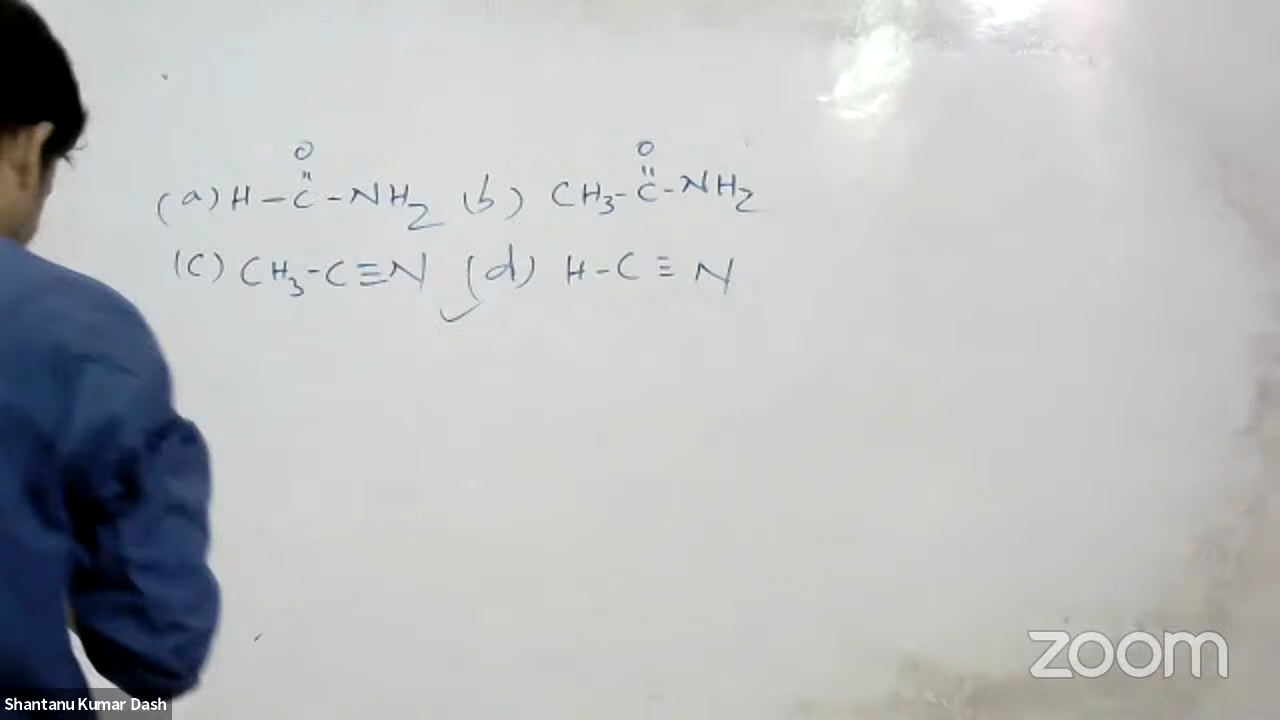 O O
|| ||
(a) H-C-NH2 (b) CH3-C-NH2
(c) CH3-C≡N (d) H-C≡N
zoom
Shantanu Kumar Dash